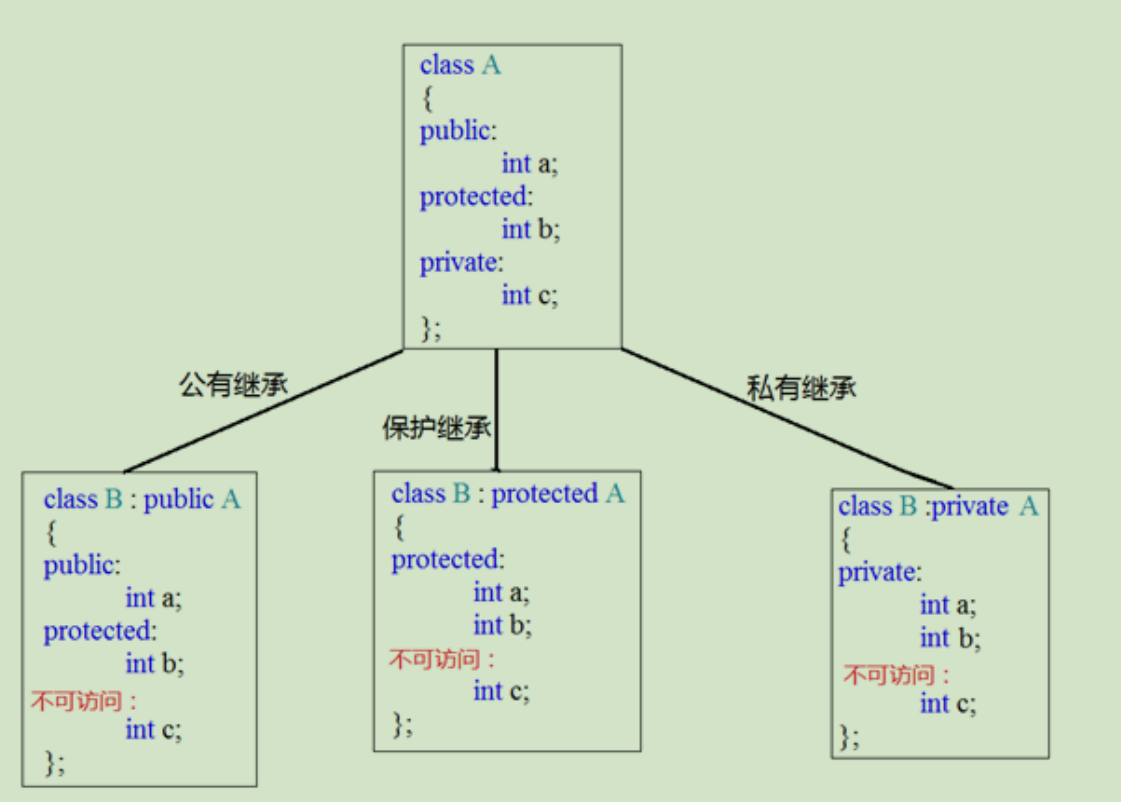 class A
{
public:
int a;
protected:
int b;
private:
int c;
};
公有继承
保护继承
私有继承
class B : public A
{
public:
int a;
protected:
int b;
不可访问：
int c;
};
class B : protected A
{
protected:
int a;
int b;
不可访问：
int c;
};
class B :private A
{
private:
int a;
int b;
不可访问：
int c;
};